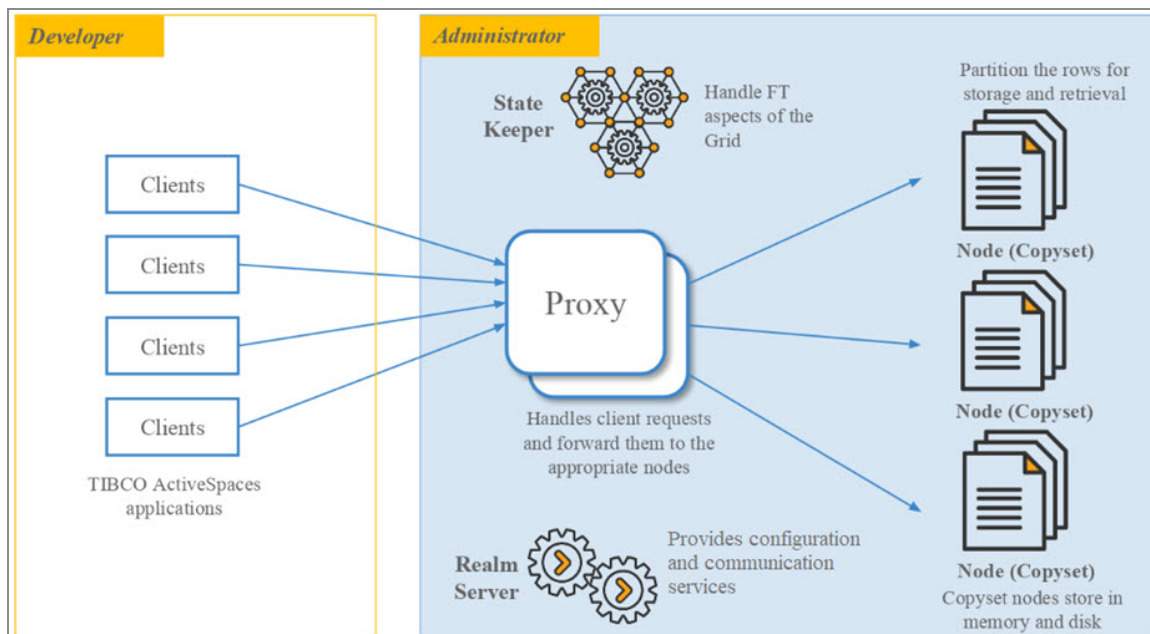 Developer
Clients
Clients
Clients
Clients
TIBCO ActiveSpaces
applications
Administrator
State
Keeper
Handle FT
aspects of the
Grid
Proxy
Handles client requests
and forward them to the
appropriate nodes
Realm
Server
Provides configuration
and communication
services
Partition the rows for
storage and retrieval
Node (Copyset)
Node (Copyset)
Node (Copyset)
Copyset nodes store in
memory and disk